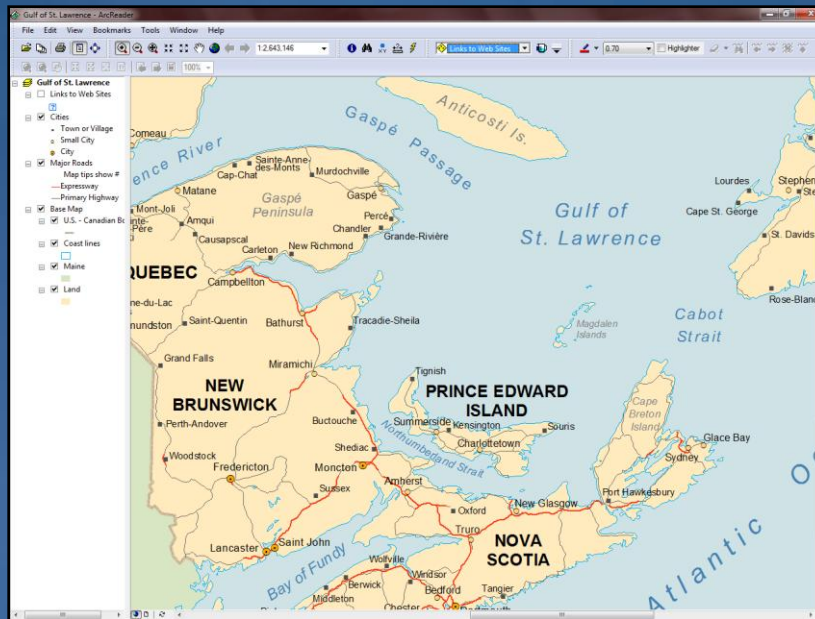 Gulf of St. Lawrence - ArcReader
File Edit View Bookmarks Tools Window Help
1:2,643,146
Links to Web Sites
0.70
Highlighter
100%
Gulf of St. Lawrence
Links to Web Sites
Cities
Town or Village
Small City
City
Major Roads
Map tips show #
Expressway
Primary Highway
Base Map
U.S. - Canadian Bo
Coast lines
Maine
Land
Comeau
Anticosti Is.
Gaspé Passage
ence River
Sainte-Anne
des-Monts
Cap-Chat
Murdochville
Matane
Gaspé
Gaspé
Peninsula
Mont-Joli
Amqui
Percé
Chandler
Grande-Rivière
Causapscal
Carleton
New Richmond
QUEBEC
Campbellton
Gulf of
St. Lawrence
Lourdes
Stephen
Cape St. George
St. Davids
Rose-Blanc
ne-du-Lac
mundston
Saint-Quentin
Bathurst
Tracadie-Sheila
Magdalen
Islands
Cabot
Strait
Grand Falls
Miramichi
Tignish
NEW
BRUNSWICK
PRINCE EDWARD
ISLAND
Cape
Breton
Island
Perth-Andover
Buctouche
Summerside
Kensington
Souris
Charlottetown
Northumberland Strait
Woodstock
Shediac
Fredericton
Moncton
Amherst
Glace Bay
Sydney
Sussex
Oxford
New Glasgow
Port Hawkesbury
Truro
Lancaster
Saint John
NOVA
SCOTIA
Bay of Fundy
Wolfville
Windsor
Berwick
Middleton
Bedford
Tangier
Chester
Atlantic Oc